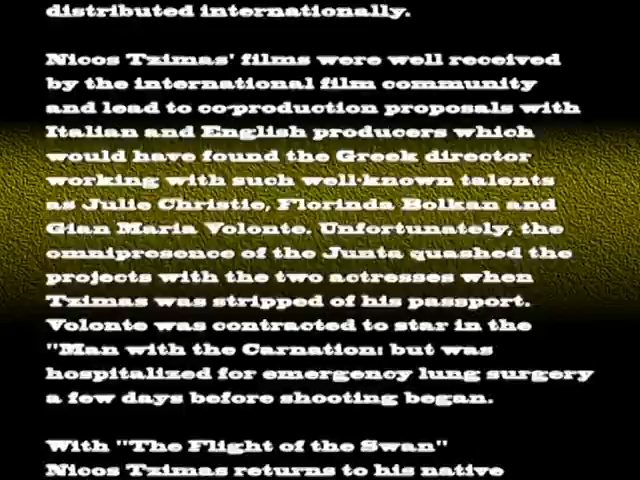 distributed internationally.
Nicos Tzimas' films were well received
by the international film community
and lead to co-production proposals with
Italian and English producers which
would have found the Greek director
working with such well-known talents
as Julie Christie, Florinda Bolkan and
Gian Maria Volonte. Unfortunately, the
omnipresence of the Junta quashed the
projects with the two actresses when
Tzimas was stripped of his passport.
Volonte was contracted to star in the
"Man with the Carnation; but was
hospitalized for emergency lung surgery
a few days before shooting began.
With "The Flight of the Swan"
Nicos Tzimas returns to his native